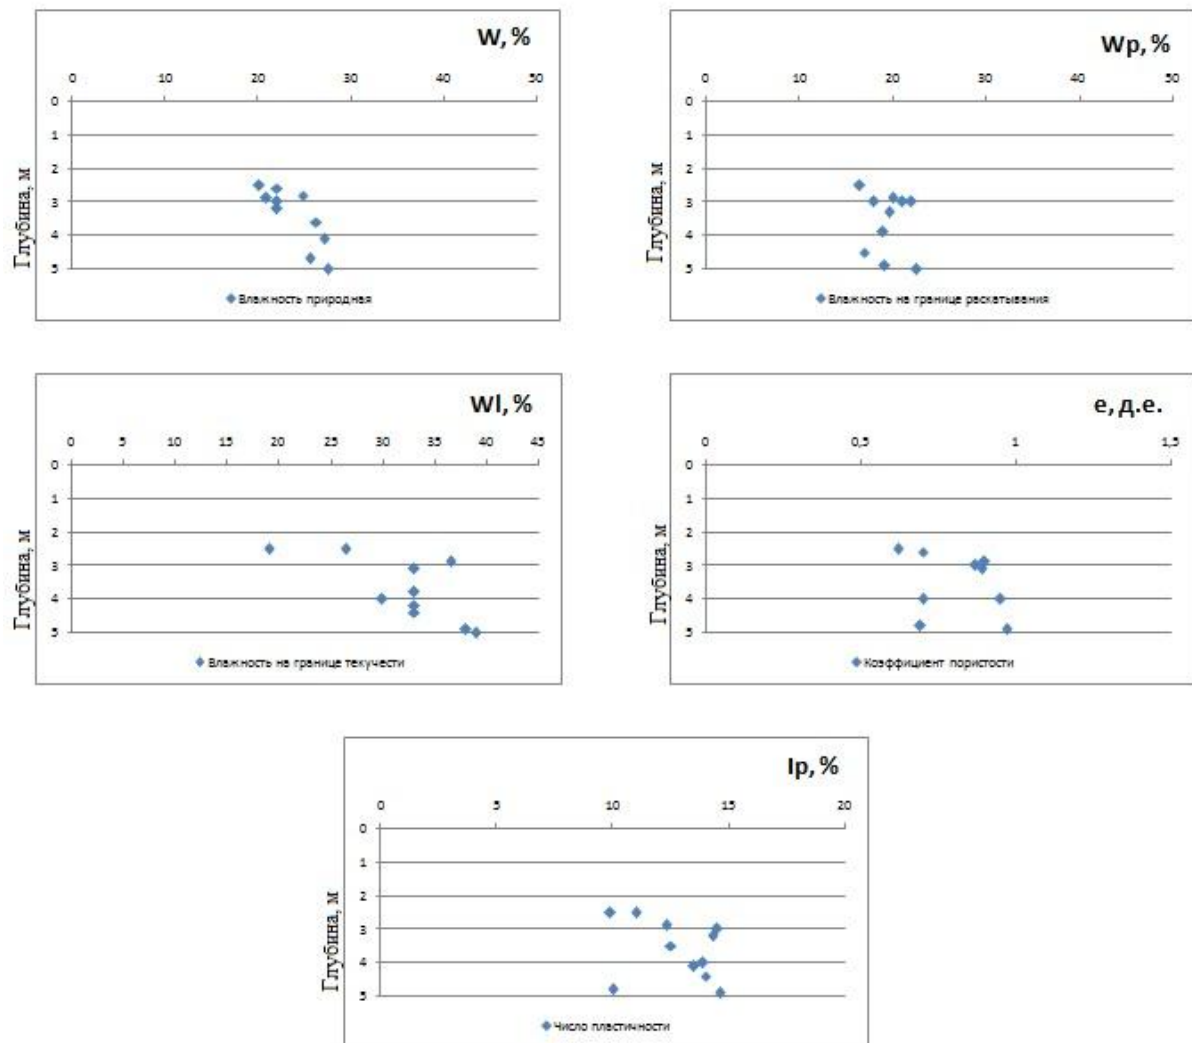 W, %
0 10 20 30 40 50
0
1
2
3
4
5
Глубина, м
Влажность природная
Wp, %
0 10 20 30 40 50
0
1
2
3
4
5
Глубина, м
Влажность на границе раскатывания
Wl, %
0 5 10 15 20 25 30 35 40 45
0
1
2
3
4
5
Глубина, м
Влажность на границе текучести
е, д.е.
0 0,5 1 1,5
0
1
2
3
4
5
Глубина, м
Коэффициент пористости
Ip, %
0 5 10 15 20
0
1
2
3
4
5
Глубина, м
Число пластичности